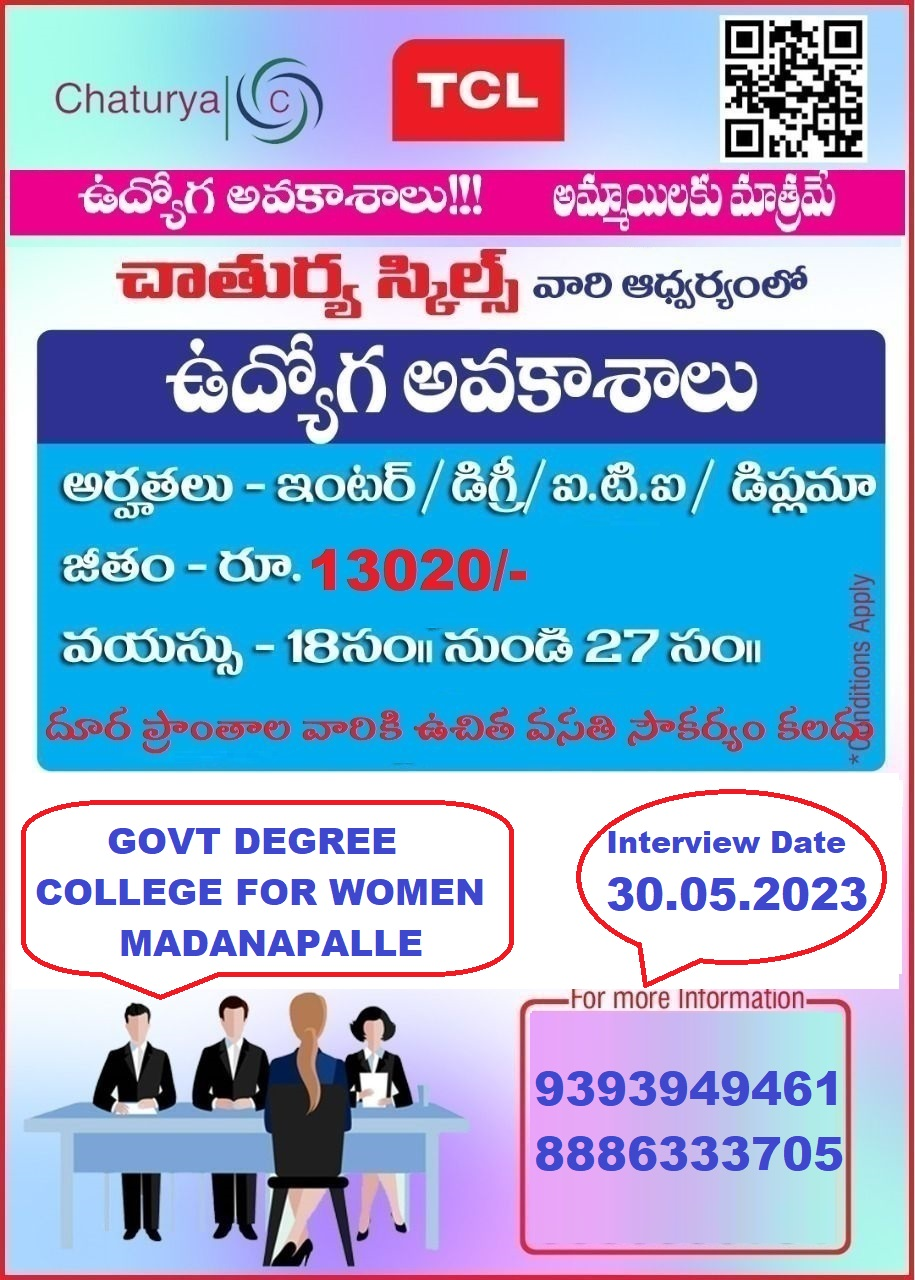 Chaturya C
TCL
ఉద్యోగ అవకాశాలు!!! అమ్మాయిలకు మాత్రమే
చాతుర్య స్కిల్స్ వారి ఆధ్వర్యంలో
ఉద్యోగ అవకాశాలు
అర్హతలు - ఇంటర్ / డిగ్రీ / ఐ.టి.ఐ / డిప్లమా
జీతం - రూ. 13020/-
వయస్సు - 18సం॥ నుండి 27 సం॥
దూర ప్రాంతాల వారికి ఉచిత వసతి సౌకర్యం కలదు
*Conditions Apply
GOVT DEGREE
COLLEGE FOR WOMEN
MADANAPALLE
Interview Date
30.05.2023
For more Information
9393949461
8886333705